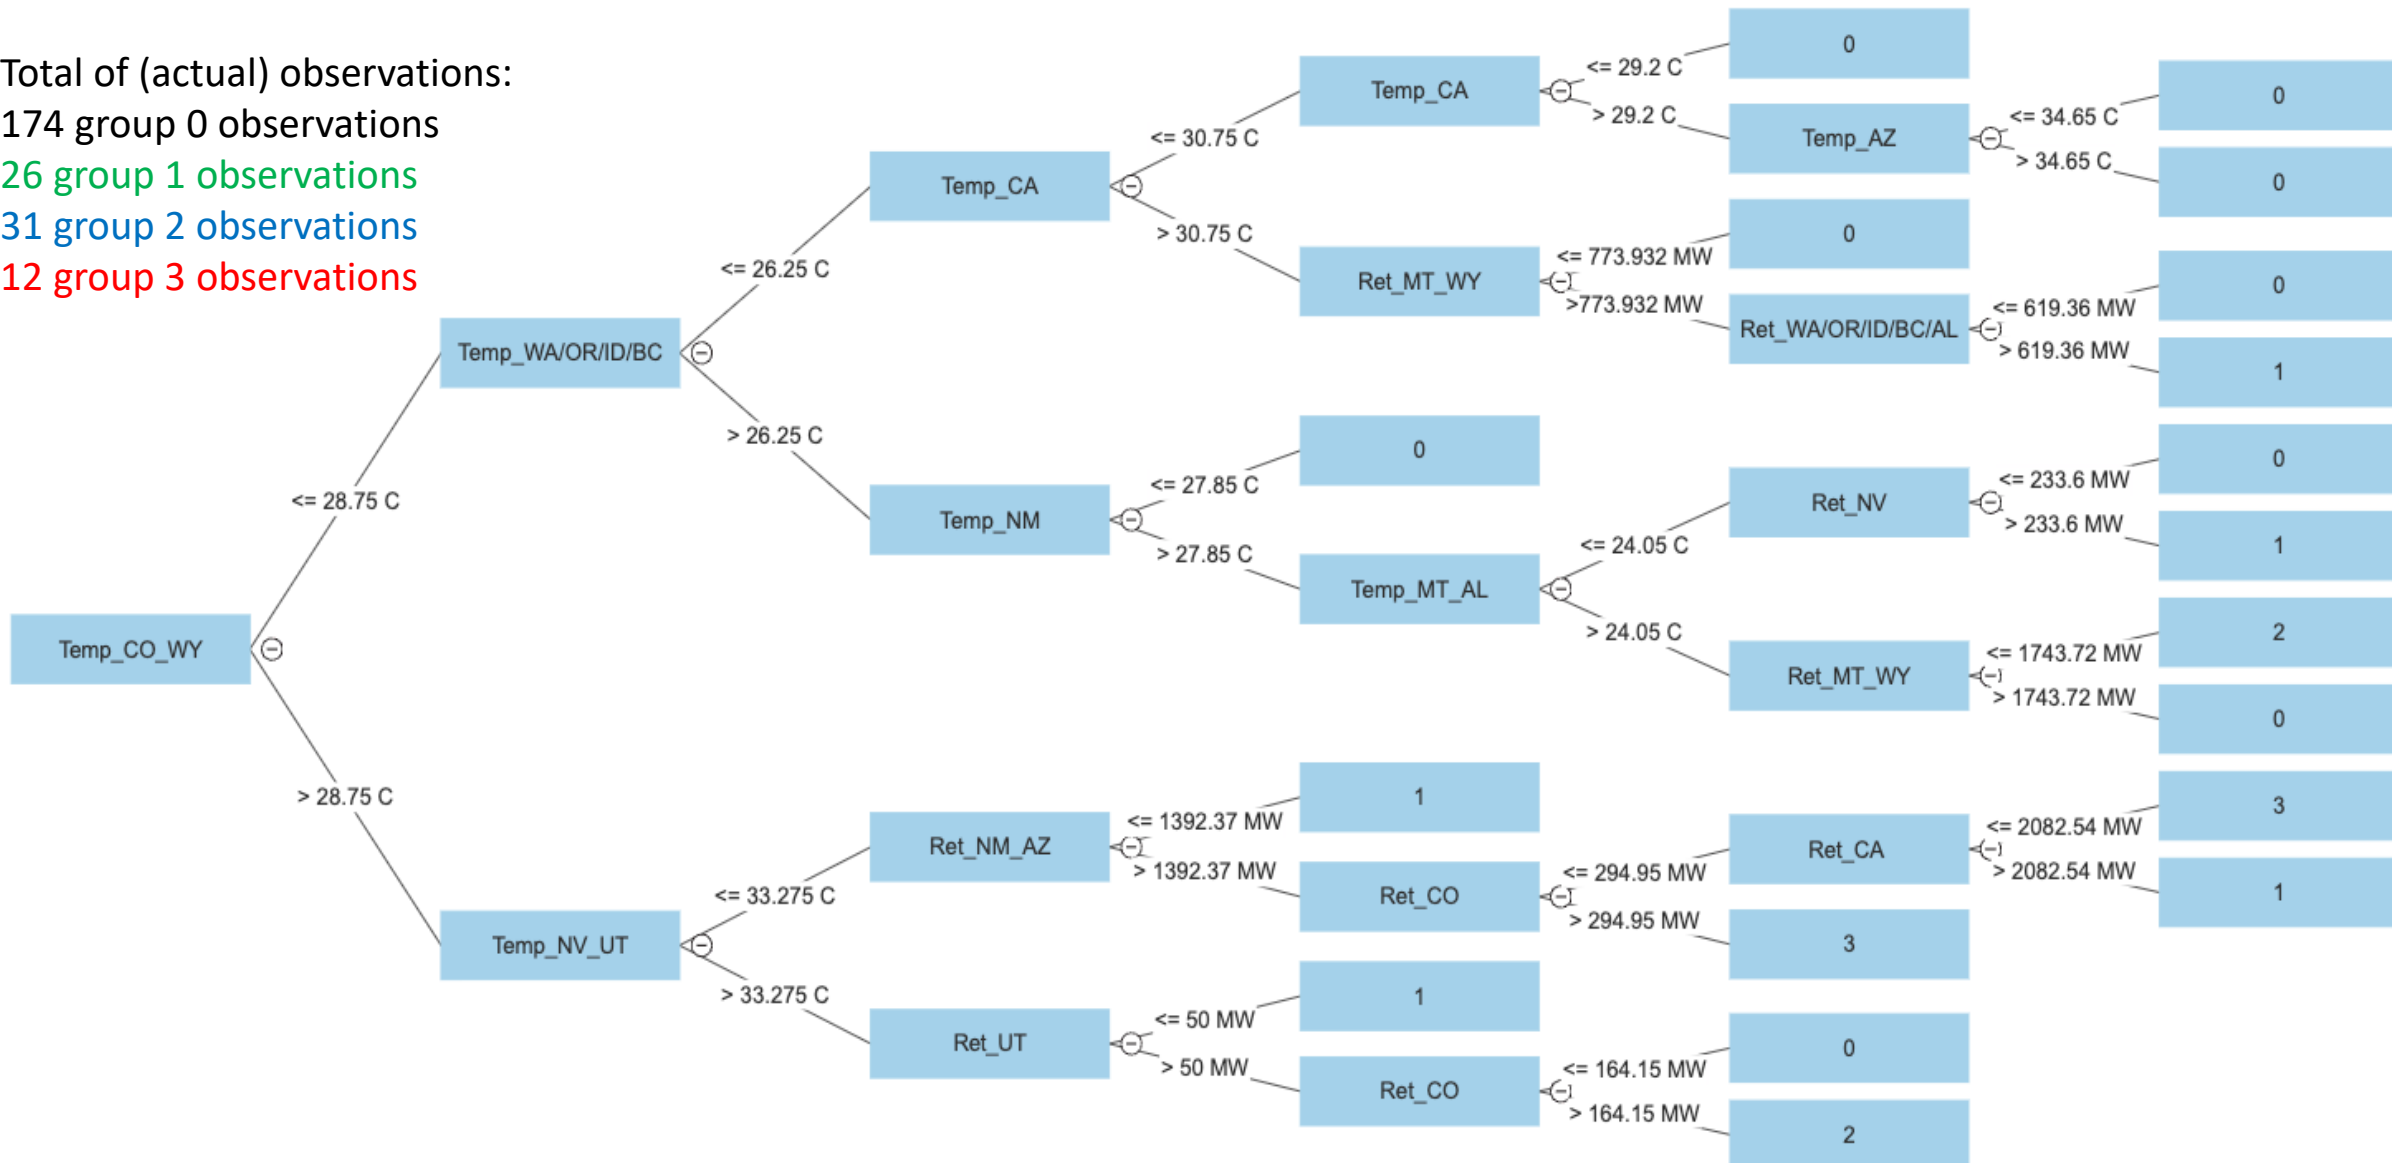 Total of (actual) observations:
174 group 0 observations
26 group 1 observations
31 group 2 observations
12 group 3 observations
Temp_CO_WY
<= 28.75 C
> 28.75 C
Temp_WA/OR/ID/BC
<= 26.25 C
> 26.25 C
Temp_CA
<= 30.75 C
> 30.75 C
Temp_CA
<= 29.2 C
> 29.2 C
0
Temp_AZ
<= 34.65 C
> 34.65 C
0
0
Ret_MT_WY
<= 773.932 MW
>773.932 MW
0
Ret_WA/OR/ID/BC/AL
<= 619.36 MW
> 619.36 MW
0
1
Temp_NM
<= 27.85 C
> 27.85 C
0
Temp_MT_AL
<= 24.05 C
> 24.05 C
Ret_NV
<= 233.6 MW
> 233.6 MW
0
1
Ret_MT_WY
<= 1743.72 MW
> 1743.72 MW
2
0
Temp_NV_UT
<= 33.275 C
> 33.275 C
Ret_NM_AZ
<= 1392.37 MW
> 1392.37 MW
1
Ret_CO
<= 294.95 MW
> 294.95 MW
Ret_CA
<= 2082.54 MW
> 2082.54 MW
3
1
3
Ret_UT
<= 50 MW
> 50 MW
1
Ret_CO
<= 164.15 MW
> 164.15 MW
0
2